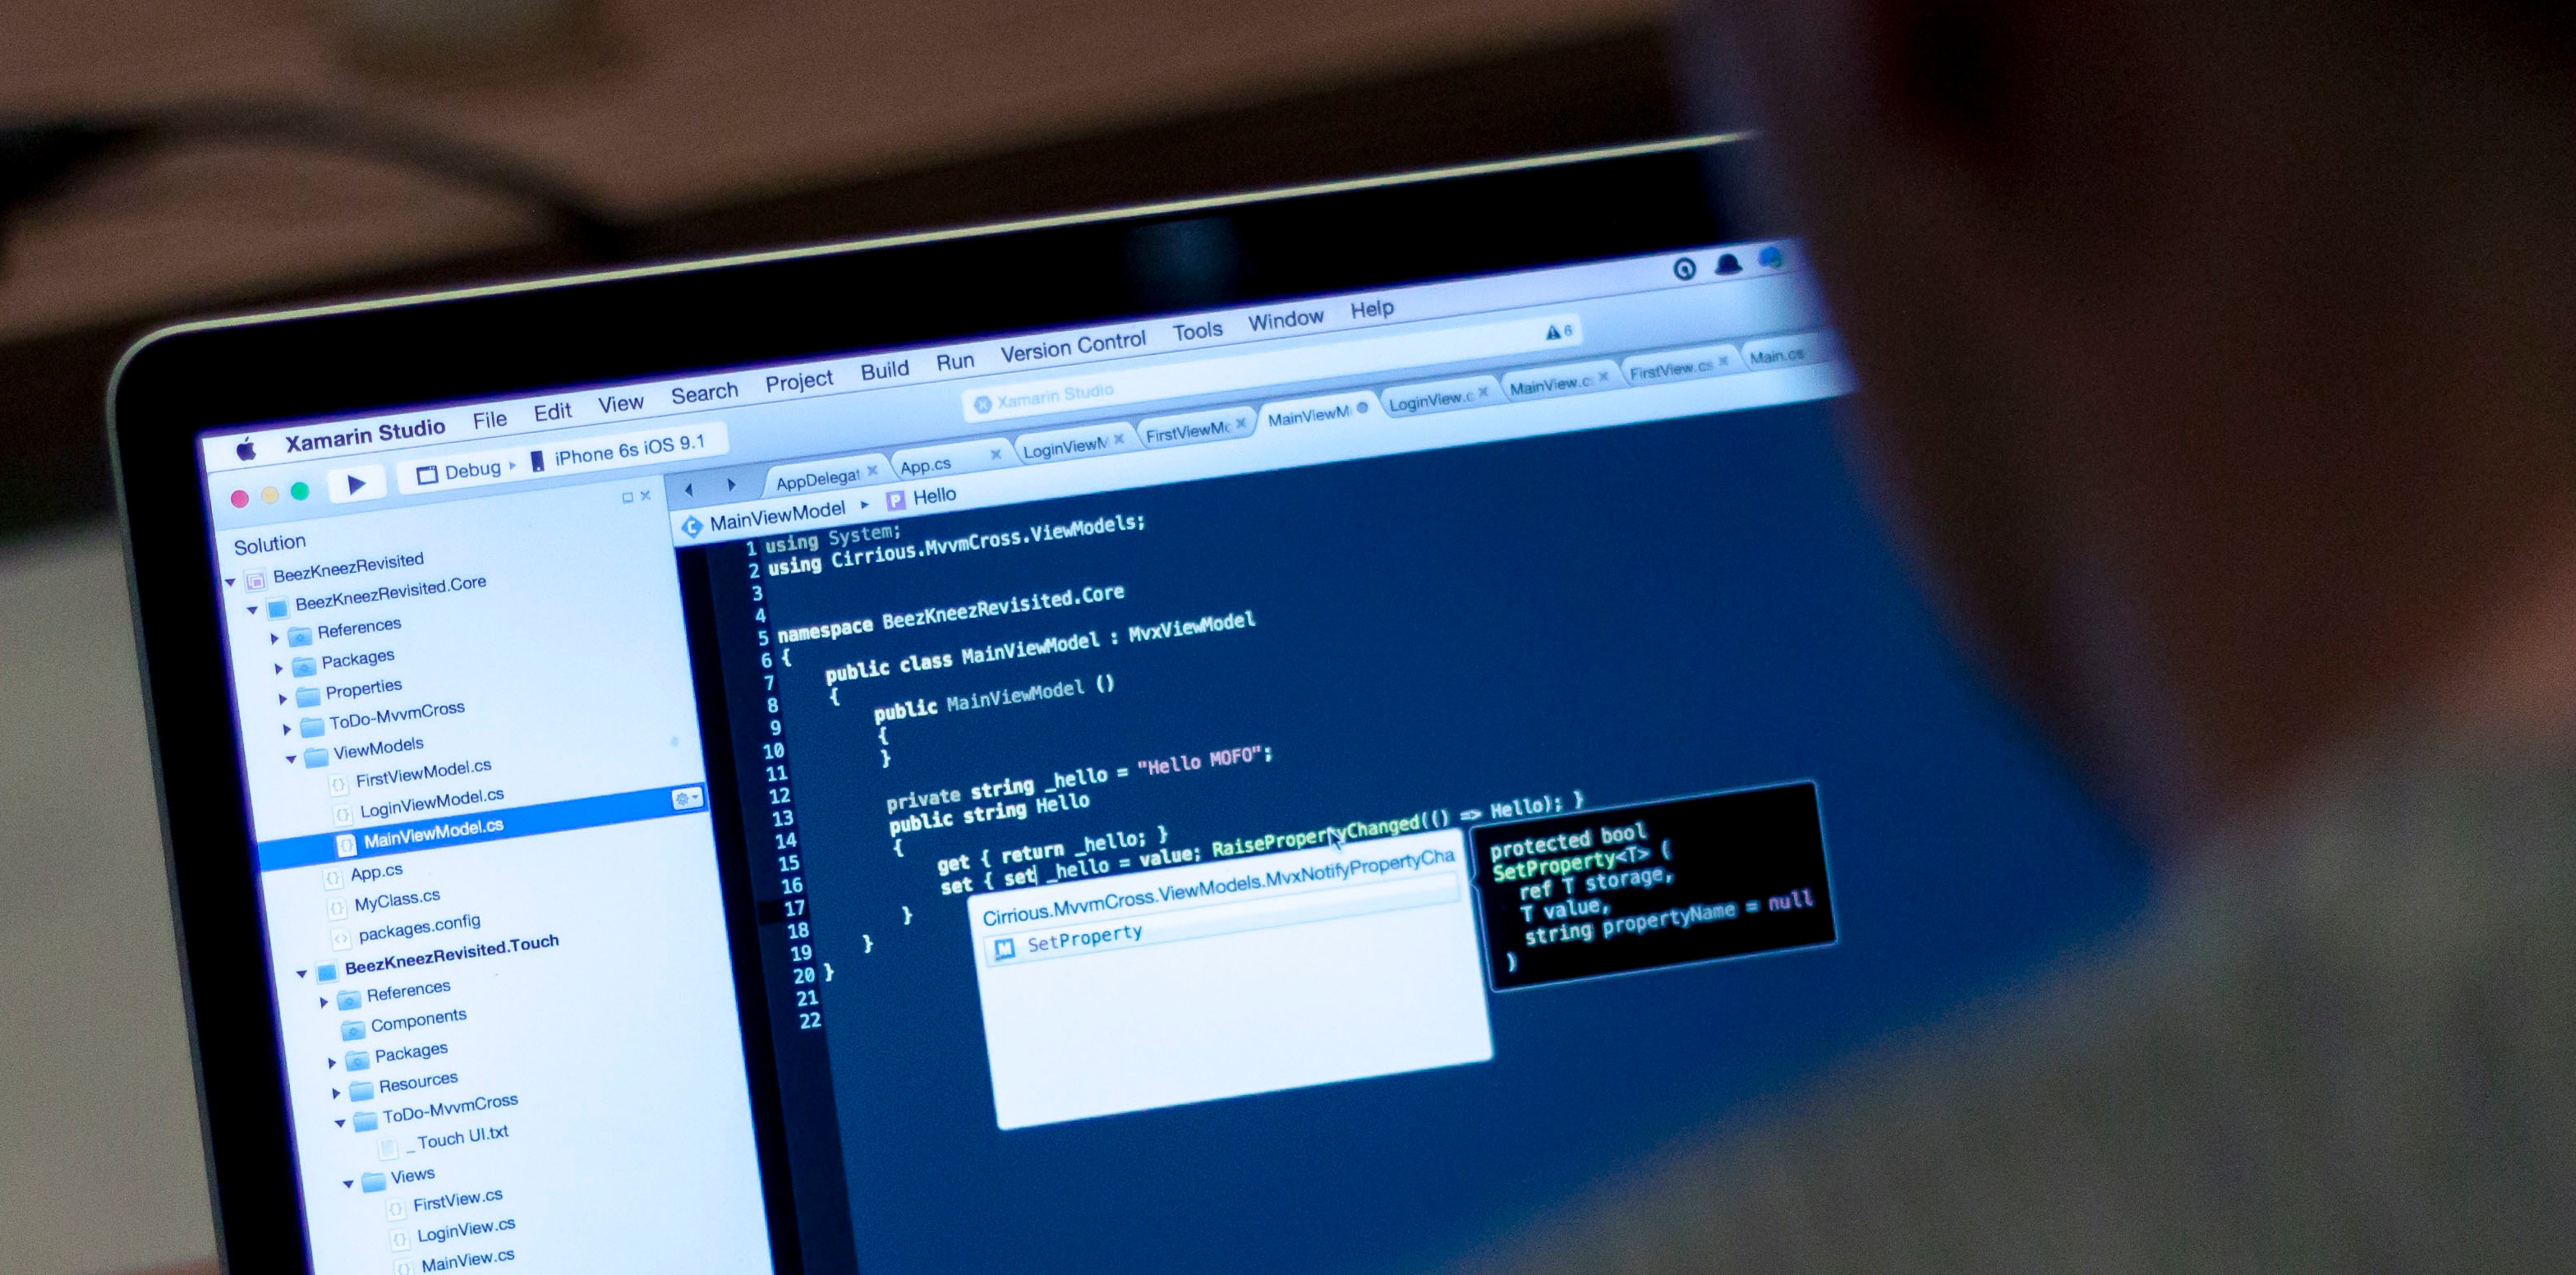 Xamarin Studio File Edit View Search Project Build Run Version Control Tools Window Help
Debug iPhone 6s iOS 9.1
Xamarin Studio 6
AppDelegat App.cs LoginViewM FirstViewMc MainViewM LoginView.c MainView.c FirstView.cs Main.cs
MainViewModel Hello
Solution
BeezKneezRevisited
BeezKneezRevisited.Core
References
Packages
Properties
ToDo-MvvmCross
ViewModels
FirstViewModel.cs
LoginViewModel.cs
MainViewModel.cs
App.cs
MyClass.cs
packages.config
BeezKneezRevisited.Touch
References
Components
Packages
Resources
ToDo-MvvmCross
_ Touch UI.txt
Views
FirstView.cs
LoginView.cs
MainView.cs
1 using System;
2 using Cirrious.MvvmCross.ViewModels;
3
4
5 namespace BeezKneezRevisited.Core
6 {
7 public class MainViewModel : MvxViewModel
8 {
9 public MainViewModel ()
10 {
11 }
12
13 private string _hello = "Hello MOFO";
14 public string Hello
15 {
16 get { return _hello; }
17 set { set _hello = value; RaisePropertyChanged(() => Hello); }
18 }
19 }
20 }
21
22
Cirrious.MvvmCross.ViewModels.MvxNotifyPropertyCha
M SetProperty
protected bool
SetProperty<T> (
ref T storage,
T value,
string propertyName = null
)